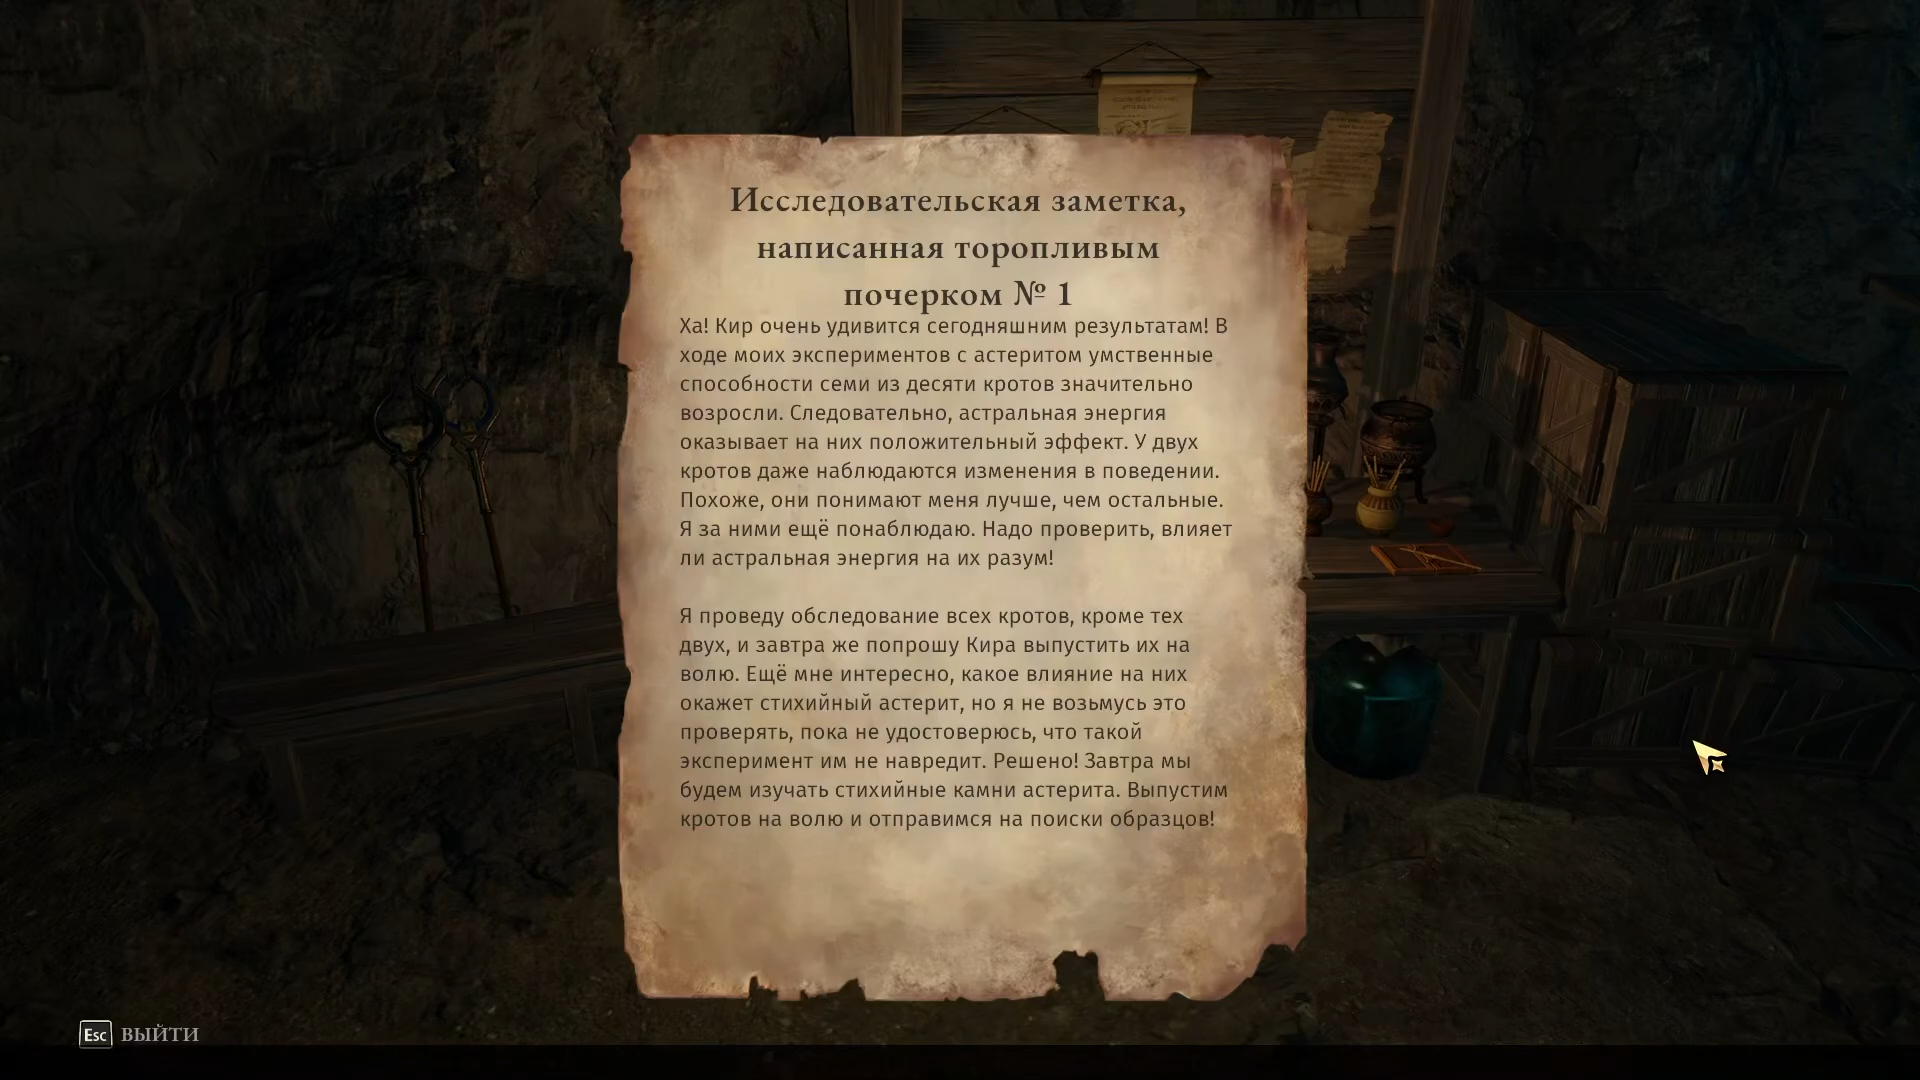 Исследовательская заметка,
написанная торопливым
почерком № 1
Ха! Кир очень удивится сегодняшним результатам! В
ходе моих экспериментов с астеритом умственные
способности семи из десяти кротов значительно
возросли. Следовательно, астральная энергия
оказывает на них положительный эффект. У двух
кротов даже наблюдаются изменения в поведении.
Похоже, они понимают меня лучше, чем остальные.
Я за ними ещё понаблюдаю. Надо проверить, влияет
ли астральная энергия на их разум!
Я проведу обследование всех кротов, кроме тех
двух, и завтра же попрошу Кира выпустить их на
волю. Ещё мне интересно, какое влияние на них
окажет стихийный астерит, но я не возьмусь это
проверять, пока не удостоверюсь, что такой
эксперимент им не навредит. Решено! Завтра мы
будем изучать стихийные камни астерита. Выпустим
кротов на волю и отправимся на поиски образцов!
Esc ВЫЙТИ